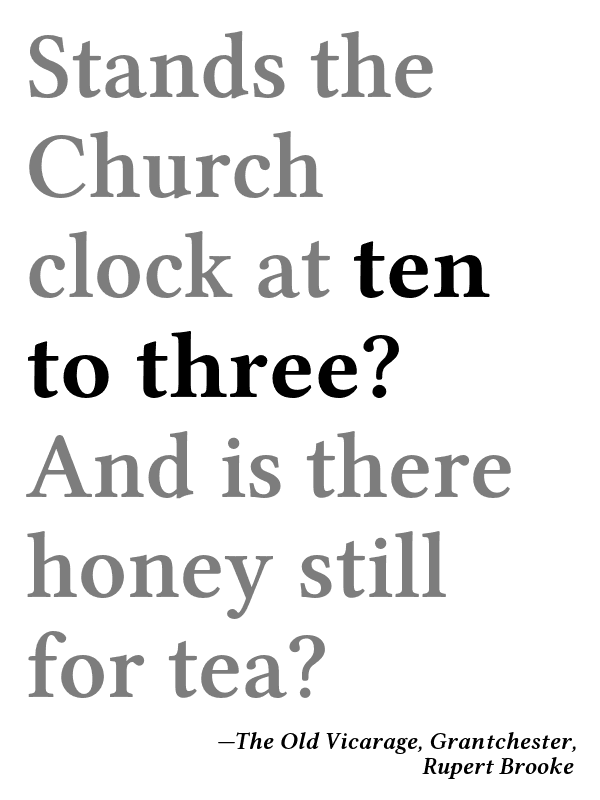 Stands the
Church
clock at ten
to three?
And is there
honey still
for tea?
—The Old Vicarage, Grantchester,
Rupert Brooke